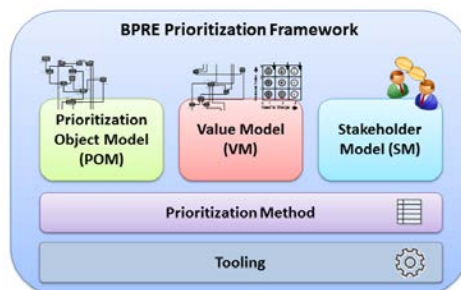 BPRE Prioritization Framework
Prioritization
Object Model
(POM)
Value Model
(VM)
Stakeholder
Model (SM)
Prioritization Method
Tooling